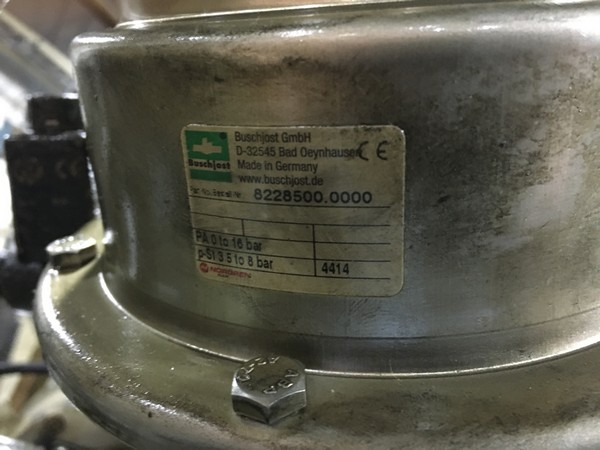 Buschjost GmbH
D-32545 Bad Oeynhausen CE
Made in Germany
www.buschjost.de
Buschjost
8228500.0000
PA 0 to 16 bar
p-St 3.5 to 8 bar
4414
NORGREN